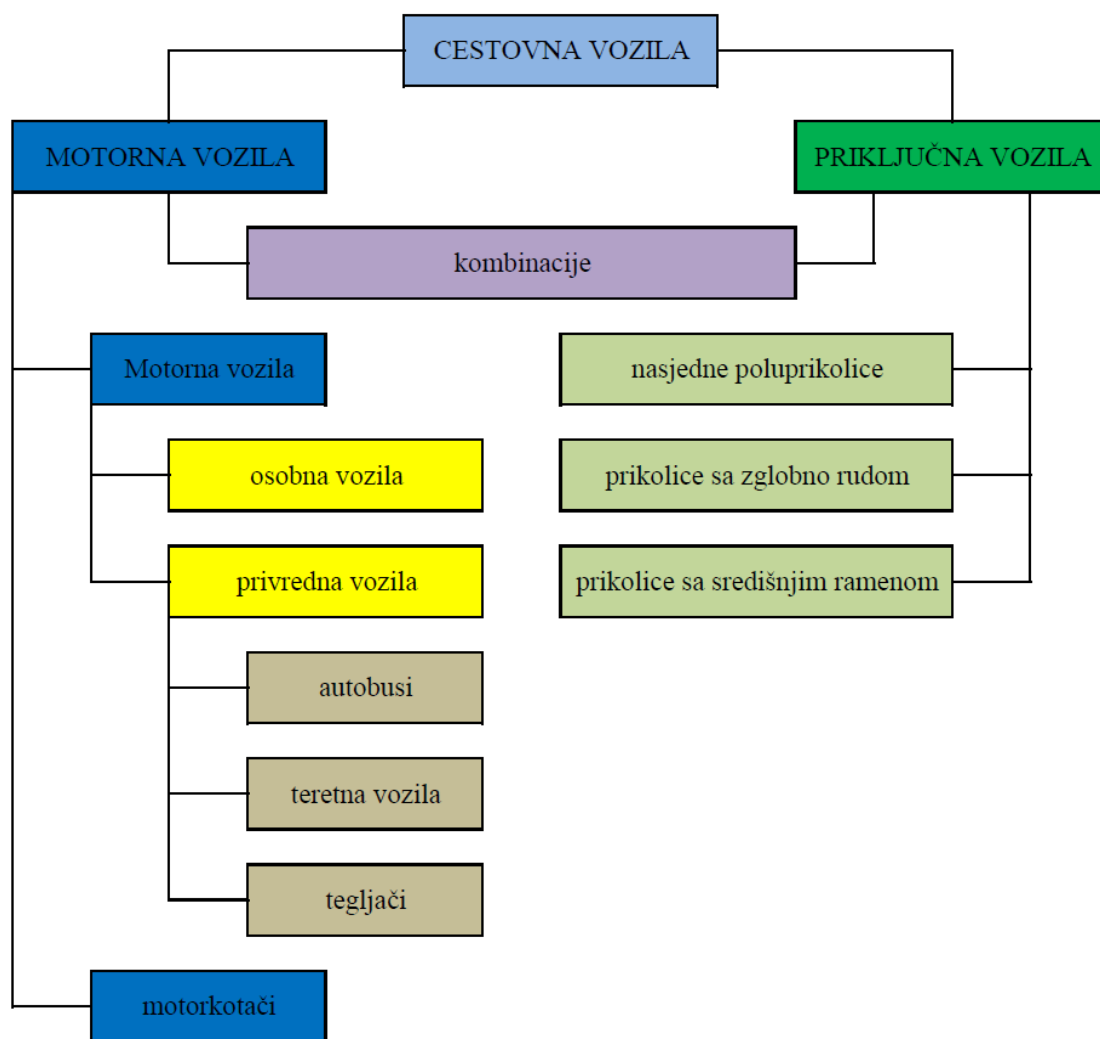 CESTOVNA VOZILA
MOTORNA VOZILA
PRIKLJUČNA VOZILA
kombinacije
Motorna vozila
nasjedne poluprikolice
osobna vozila
prikolice sa zglobno rudom
privredna vozila
prikolice sa središnjim ramenom
autobusi
teretna vozila
tegljači
motorkotači